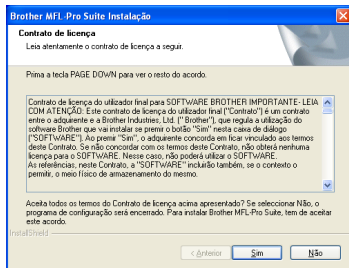 Brother MFL-Pro Suite Instalação
Contrato de licença
Leia atentamente o contrato de licença a seguir.
Prima a tecla PAGE DOWN para ver o resto do acordo.
Contrato de licença do utilizador final para SOFTWARE BROTHER IMPORTANTE- LEIA
COM ATENÇÃO: Este contrato de licença do utilizador final ("Contrato") é um contrato
entre o adquirente e a Brother Industries, Ltd. (" Brother"), que regula a utilização do
software Brother que vai instalar se premir o botão "Sim" nesta caixa de diálogo
("SOFTWARE"). Ao premir "Sim", o adquirente concorda em ficar vinculado aos termos
deste Contrato. Se não concordar com os termos deste Contrato, não obterá nenhuma
licença para o SOFTWARE. Nesse caso, não poderá utilizar o SOFTWARE.
As referências, neste Contrato, a "SOFTWARE" incluirão também, se o contexto o
permitir, o meio físico de armazenamento do mesmo.
Aceita todos os termos do Contrato de licença acima apresentado? Se seleccionar Não, o
programa de configuração será encerrado. Para instalar Brother MFL-Pro Suite, tem de aceitar
este acordo.
InstallShield
< Anterior
Sim
Não